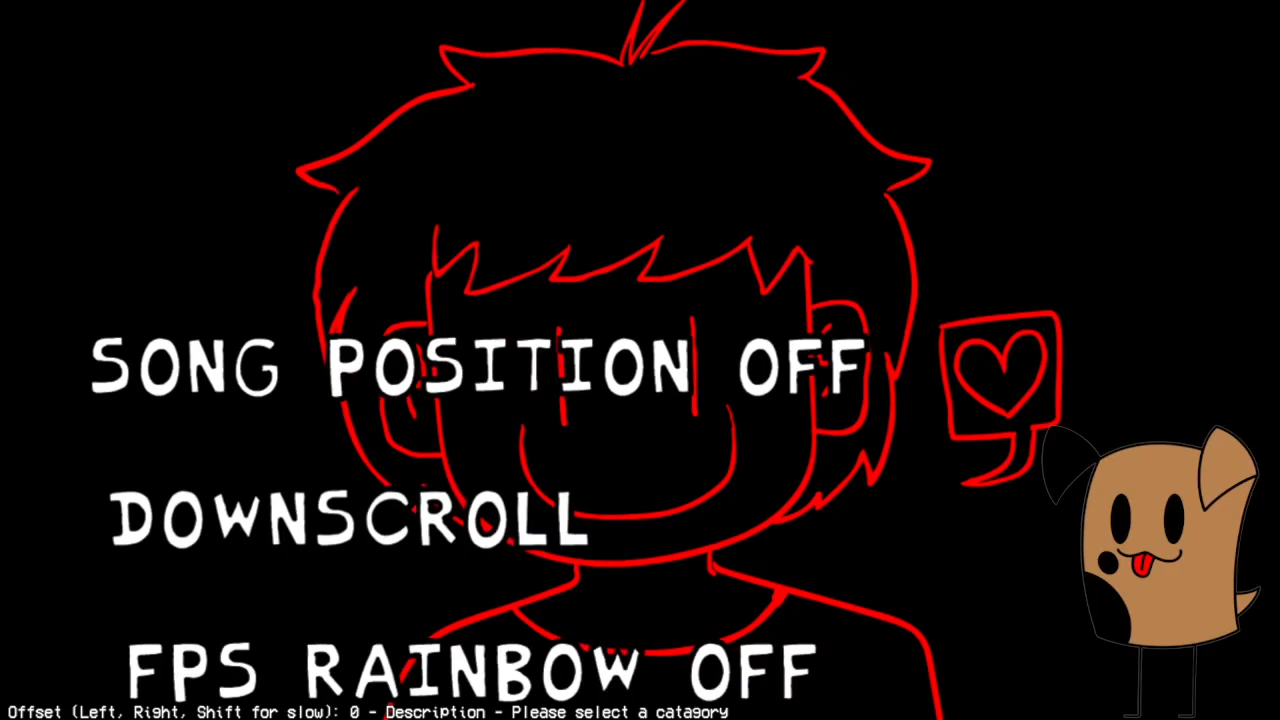 SONG POSITION OFF
DOWNSCROLL
FPS RAINBOW OFF
Offset (Left, Right, Shift for slow): 0 - Description - Please select a catagory